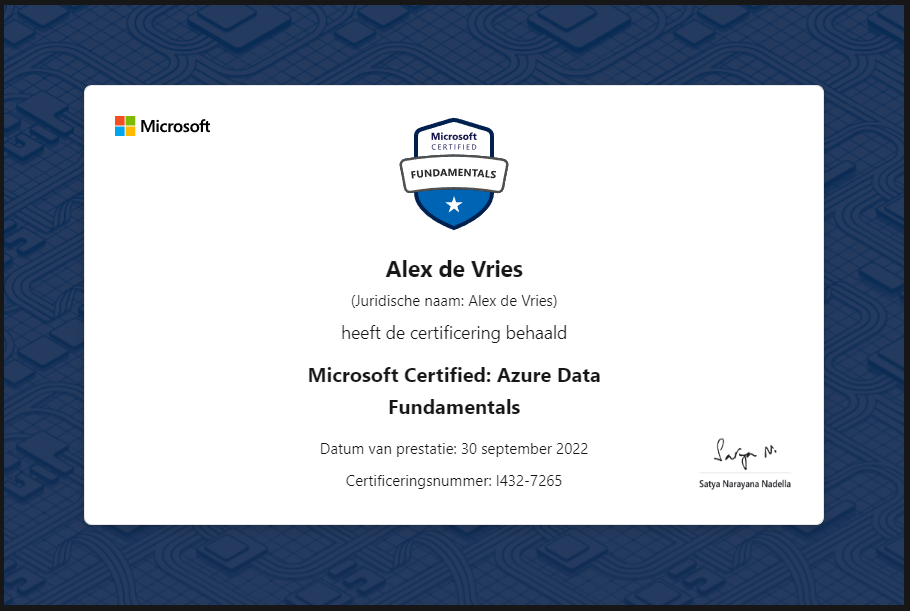 Microsoft
Microsoft
CERTIFIED
FUNDAMENTALS
Alex de Vries
(Juridische naam: Alex de Vries)
heeft de certificering behaald
Microsoft Certified: Azure Data
Fundamentals
Datum van prestatie: 30 september 2022
Certificeringsnummer: I432-7265
Satya N.
Satya Narayana Nadella